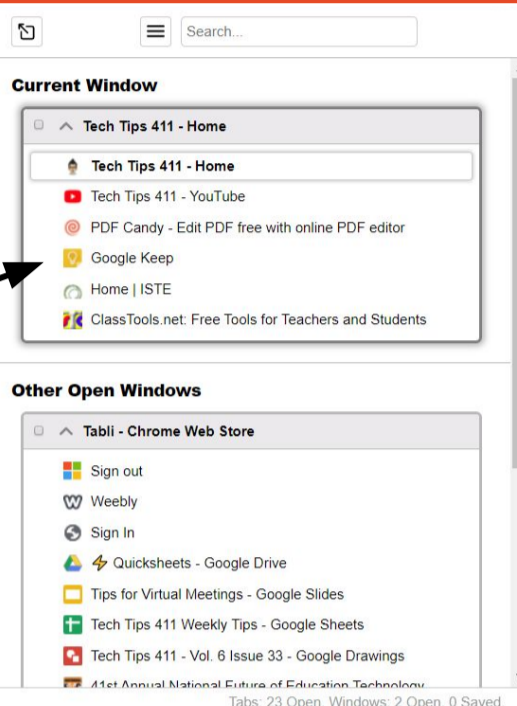 Search...
Current Window
Tech Tips 411 - Home
Tech Tips 411 - Home
Tech Tips 411 - YouTube
PDF Candy - Edit PDF free with online PDF editor
Google Keep
Home | ISTE
ClassTools.net: Free Tools for Teachers and Students
Other Open Windows
Tabli - Chrome Web Store
Sign out
Weebly
Sign In
⚡ Quicksheets - Google Drive
Tips for Virtual Meetings - Google Slides
Tech Tips 411 Weekly Tips - Google Sheets
Tech Tips 411 - Vol. 6 Issue 33 - Google Drawings
41st Annual National Future of Education Technology
Tabs: 23 Open. Windows: 2 Open, 0 Saved